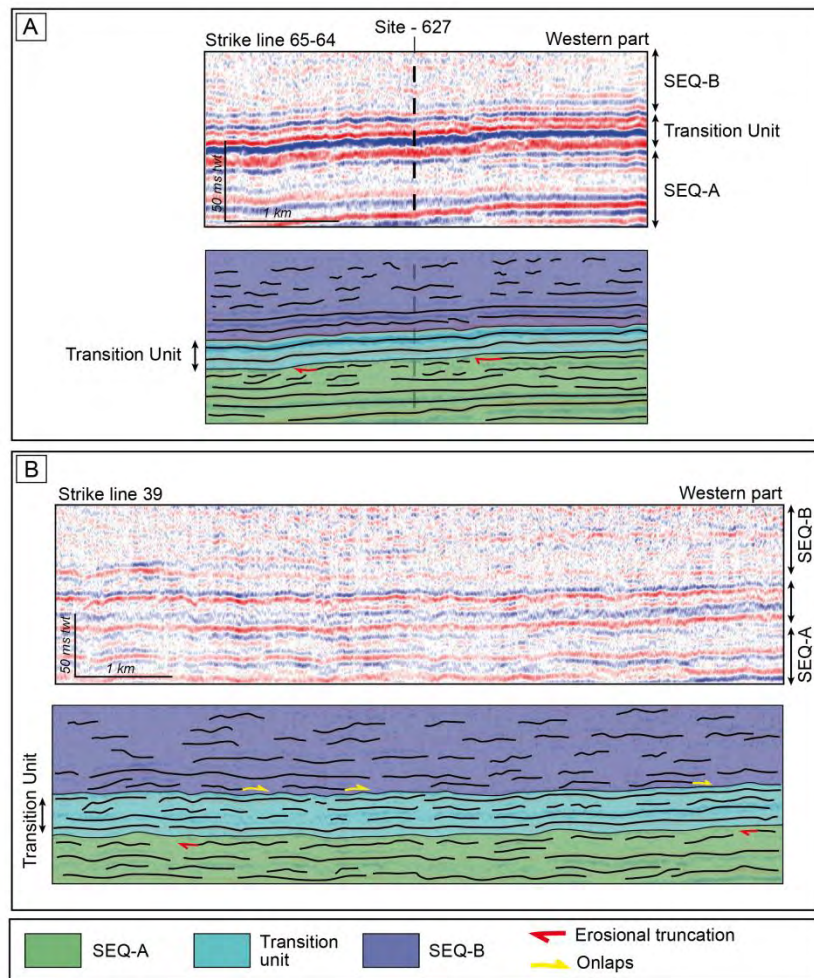 A
Site - 627
Strike line 65-64
Western part
SEQ-B
Transition Unit
SEQ-A
50 ms twt
1 km
Transition Unit
B
Strike line 39
Western part
SEQ-B
SEQ-A
50 ms twt
1 km
Transition Unit
SEQ-A
Transition
unit
SEQ-B
Erosional truncation
Onlaps